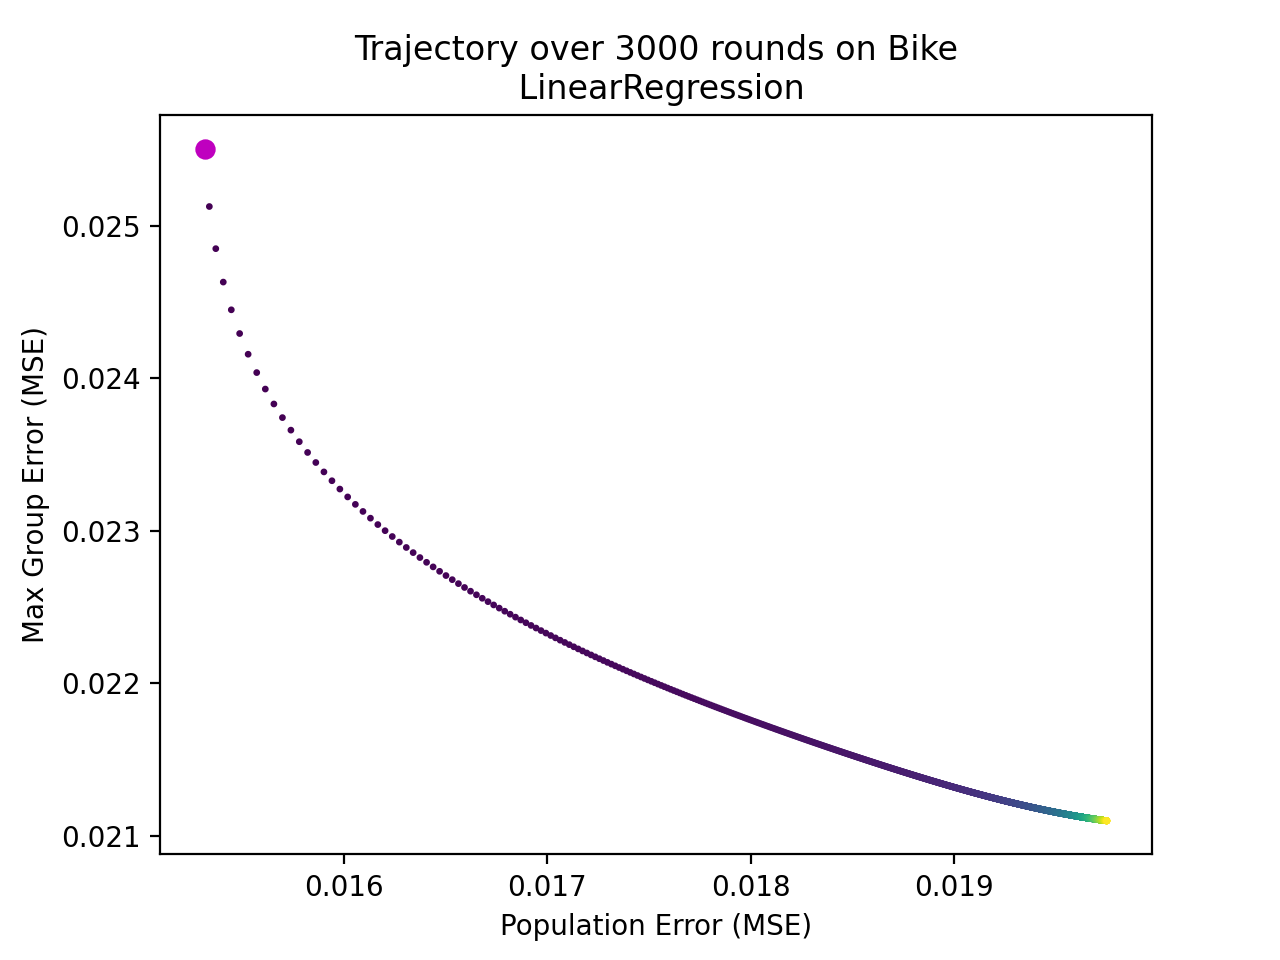 Trajectory over 3000 rounds on Bike
LinearRegression
Max Group Error (MSE)
0.025
0.024
0.023
0.022
0.021
0.016
0.017
0.018
0.019
Population Error (MSE)